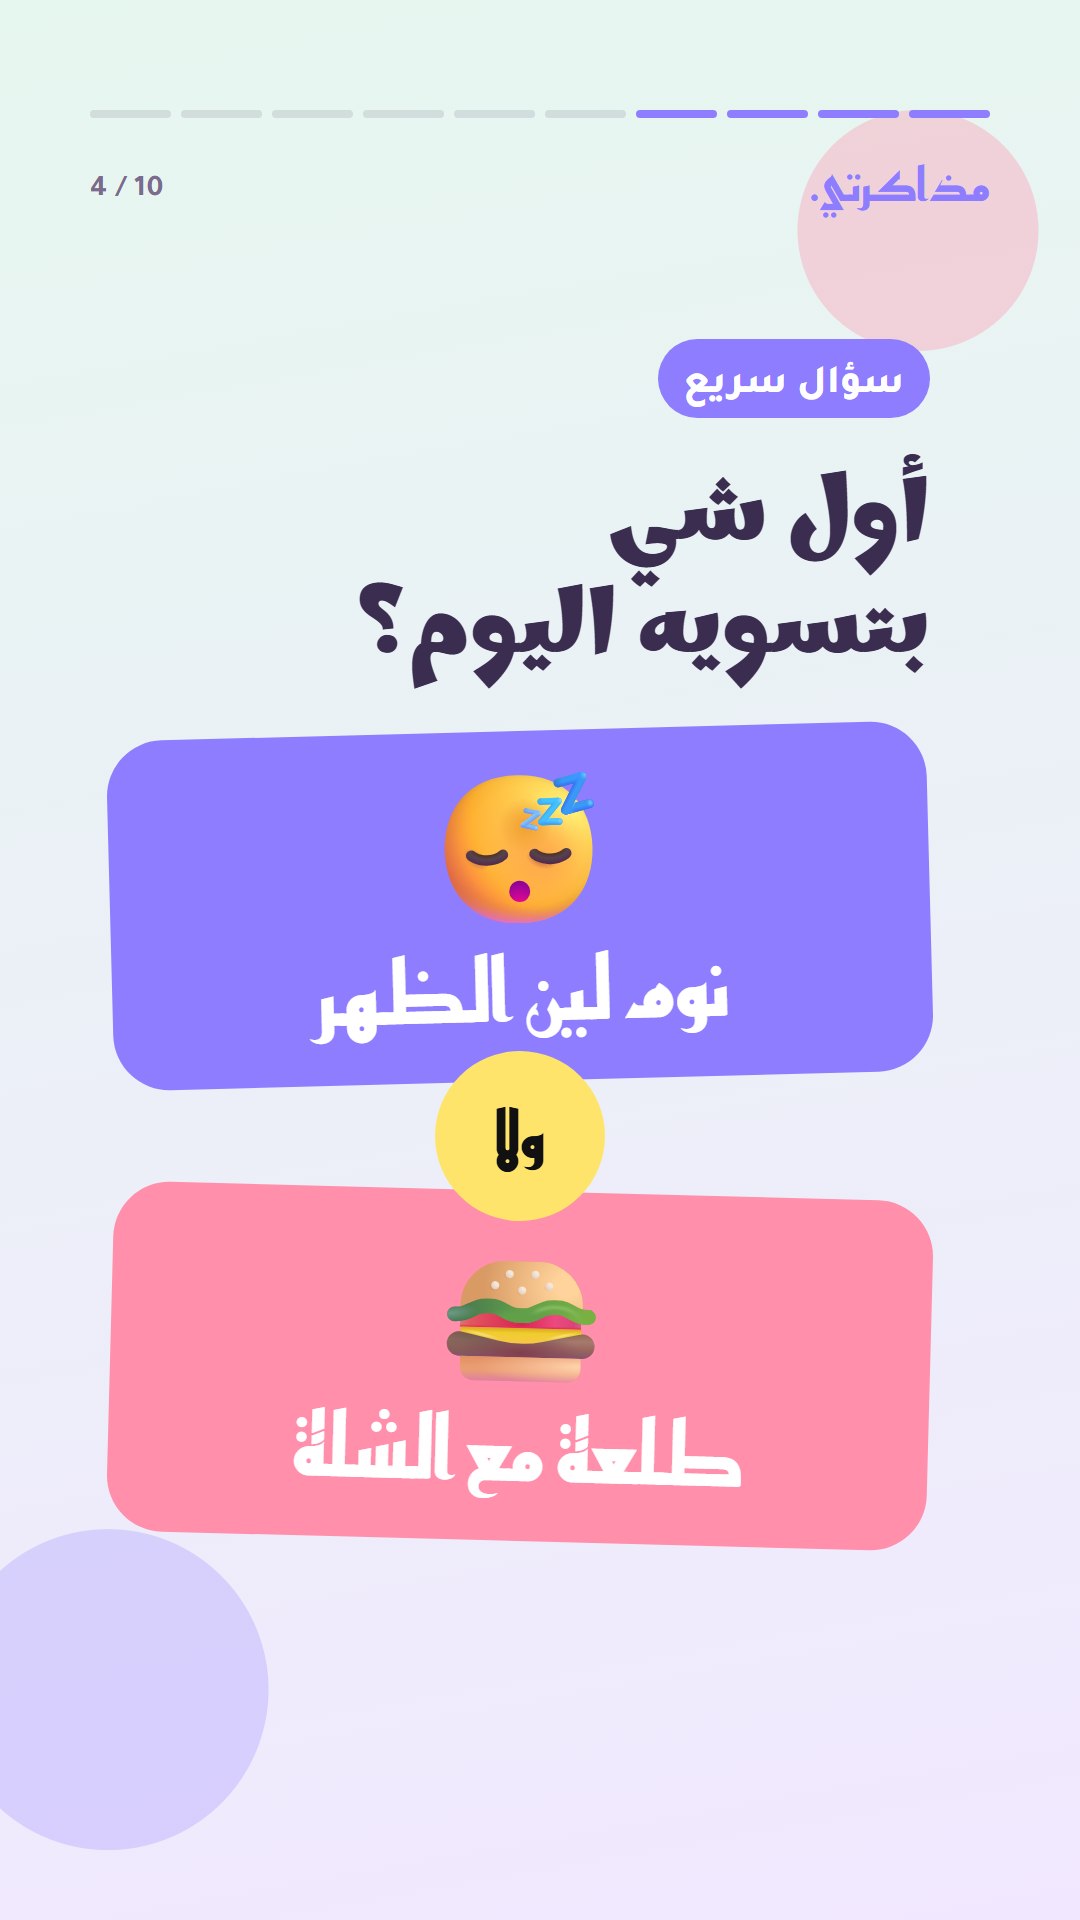 مذاكرتي.
4 / 10
سؤال سريع
أول شي
بتسويه اليوم؟
نوم لين الظهر
ولا
طلعة مع الشلة